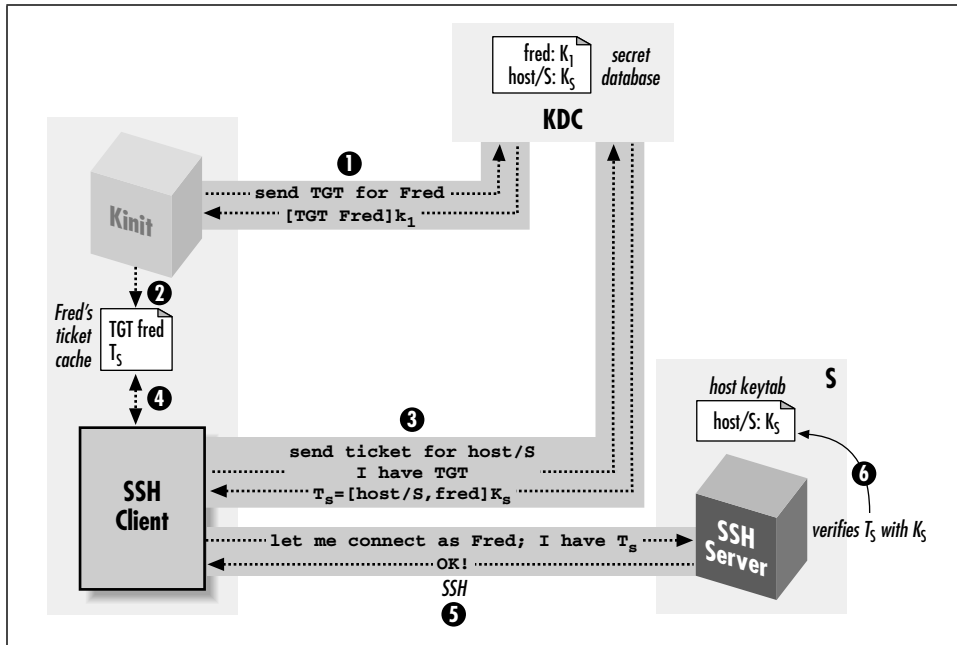 fred: K1
host/S: KS
secret
database
KDC
1
send TGT for Fred
[TGT Fred]k1
Kinit
2
Fred's
ticket
cache
TGT fred
TS
4
3
send ticket for host/S
I have TGT
Ts=[host/S,fred]Ks
SSH
Client
S
host keytab
host/S: KS
6
verifies TS with KS
SSH
Server
let me connect as Fred; I have Ts
OK!
SSH
5